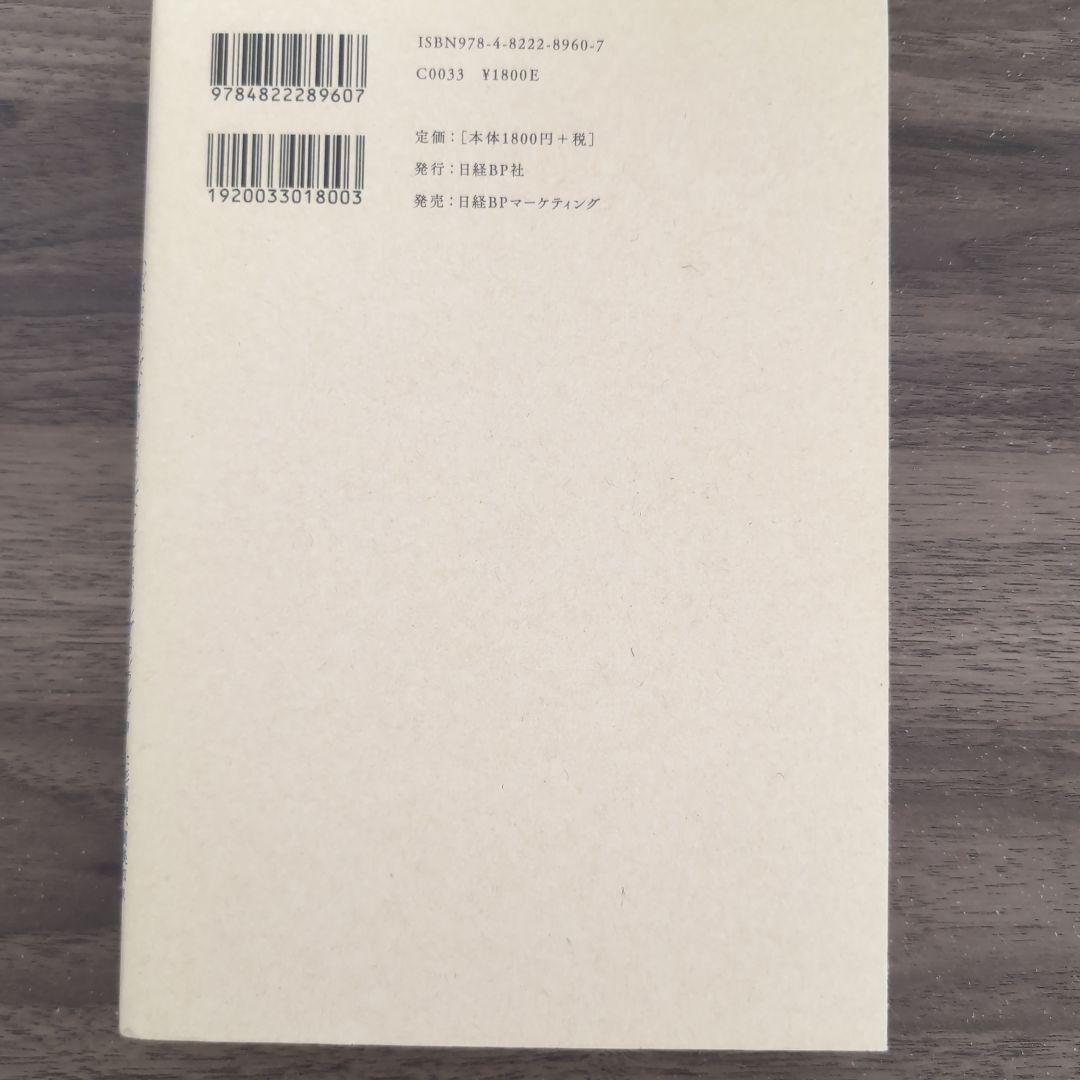 9784822289607
ISBN978-4-8222-8960-7
C0033 ¥1800E
1920033018003
定価：[本体1800円＋税]
発行：日経BP社
発売：日経BPマーケティング